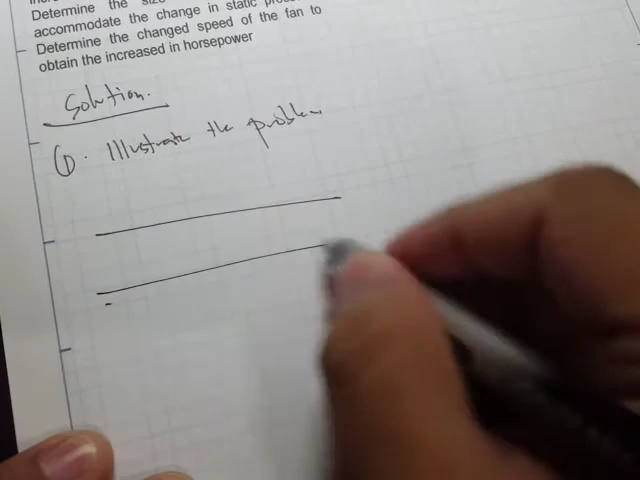 Determine the size
accommodate the change in static
Determine the changed speed of the fan to
obtain the increased in horsepower
Solution.
①. Illustrate the problem